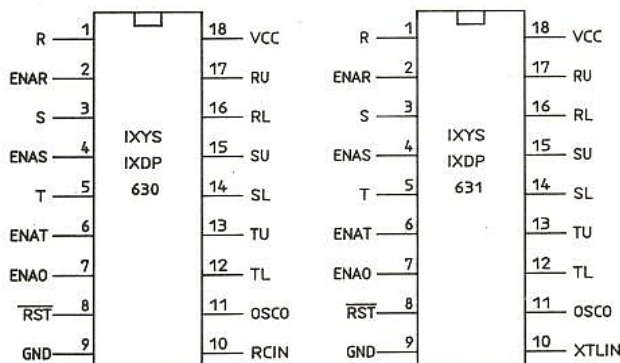 R 1 18 VCC
ENAR 2 17 RU
S 3 16 RL
ENAS 4 15 SU
T 5 14 SL
ENAT 6 13 TU
ENAO 7 12 TL
RST 8 11 OSCO
GND 9 10 RCIN
IXYS
IXDP
630
R 1 18 VCC
ENAR 2 17 RU
S 3 16 RL
ENAS 4 15 SU
T 5 14 SL
ENAT 6 13 TU
ENAO 7 12 TL
RST 8 11 OSCO
GND 9 10 XTLIN
IXYS
IXDP
631